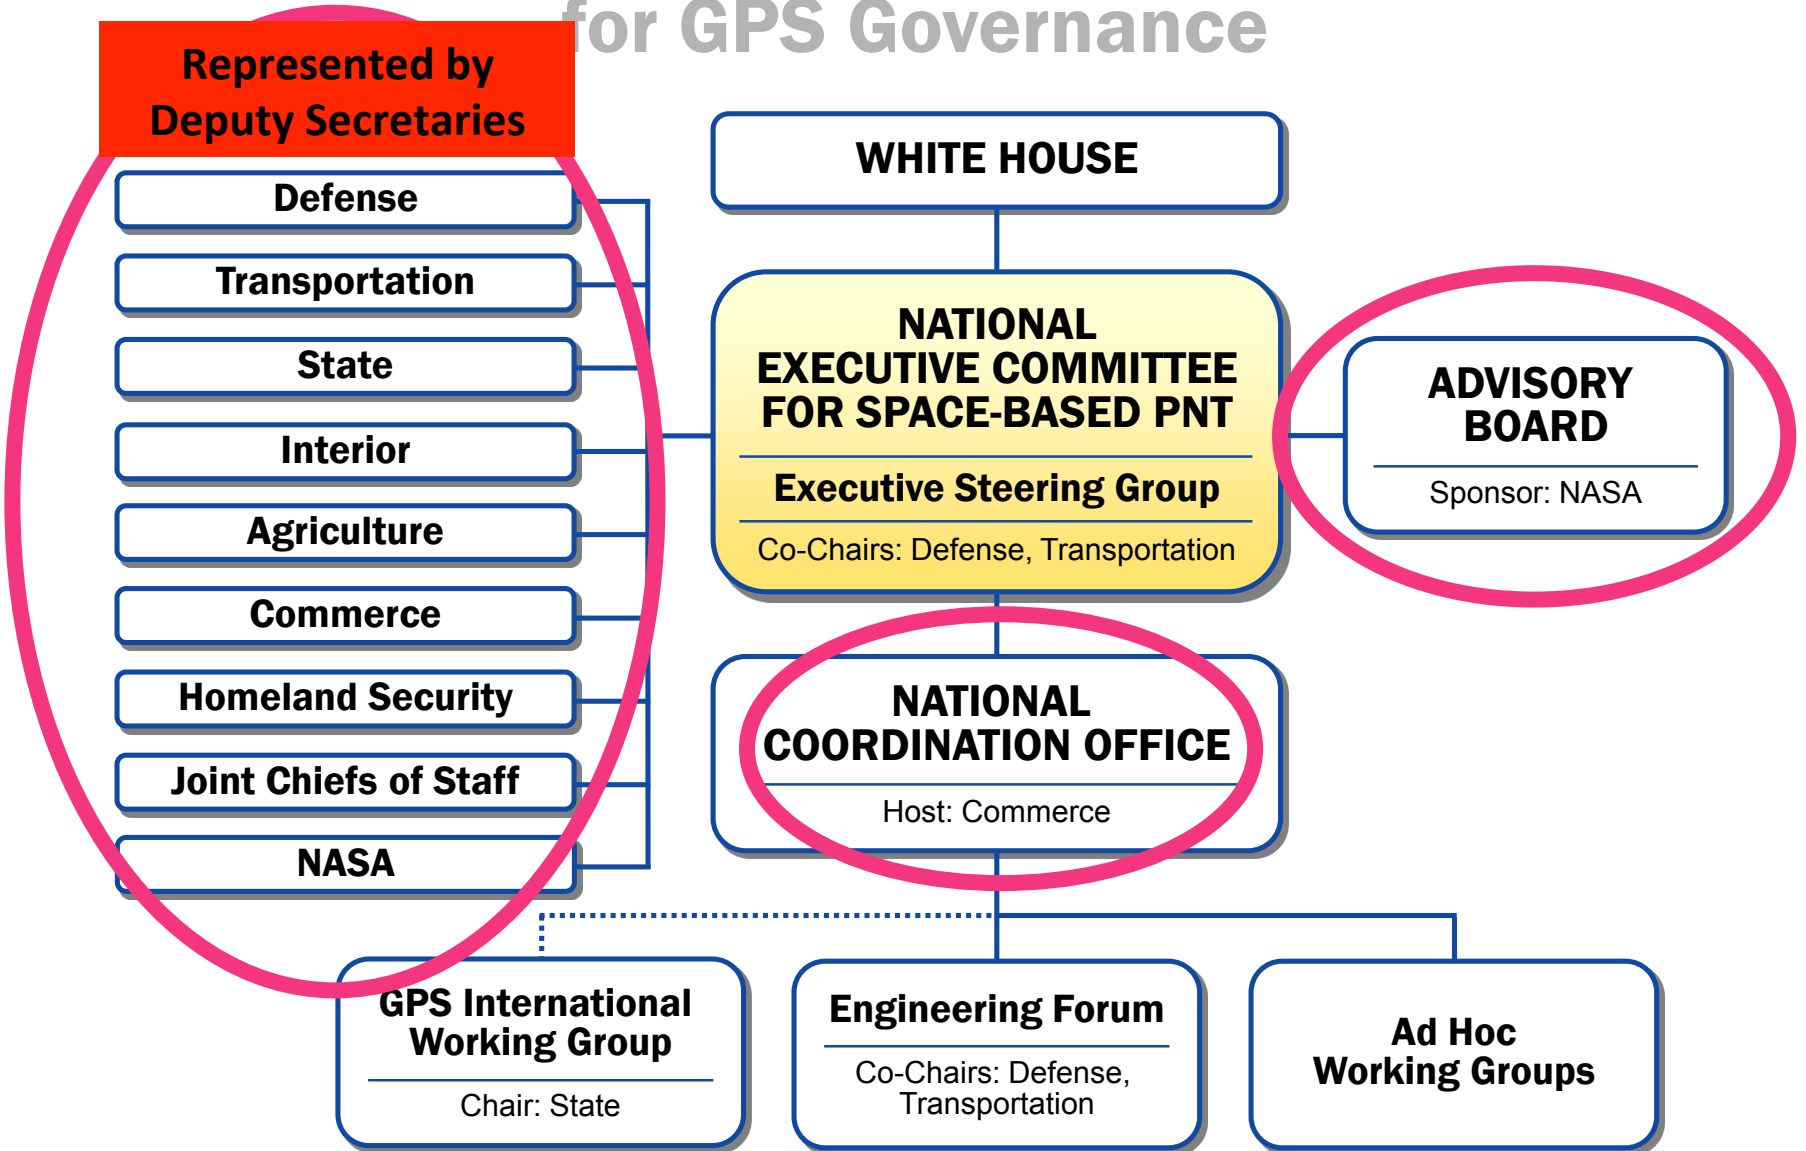 for GPS Governance
Represented by
Deputy Secretaries
Defense
Transportation
State
Interior
Agriculture
Commerce
Homeland Security
Joint Chiefs of Staff
NASA
WHITE HOUSE
NATIONAL
EXECUTIVE COMMITTEE
FOR SPACE-BASED PNT
Executive Steering Group
Co-Chairs: Defense, Transportation
ADVISORY
BOARD
Sponsor: NASA
NATIONAL
COORDINATION OFFICE
Host: Commerce
GPS International
Working Group
Chair: State
Engineering Forum
Co-Chairs: Defense,
Transportation
Ad Hoc
Working Groups